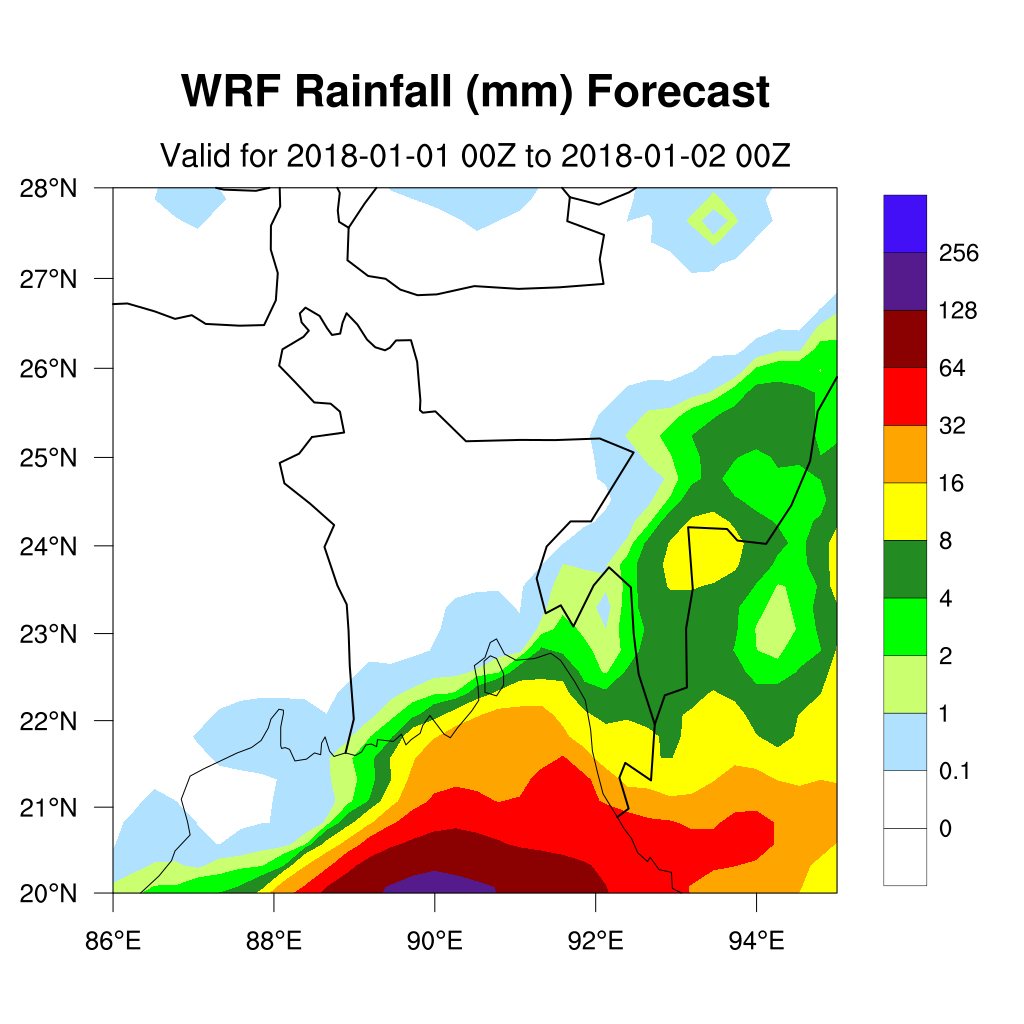 WRF Rainfall (mm) Forecast
Valid for 2018-01-01 00Z to 2018-01-02 00Z
28°N
27°N
26°N
25°N
24°N
23°N
22°N
21°N
20°N
86°E
88°E
90°E
92°E
94°E
256
128
64
32
16
8
4
2
1
0.1
0